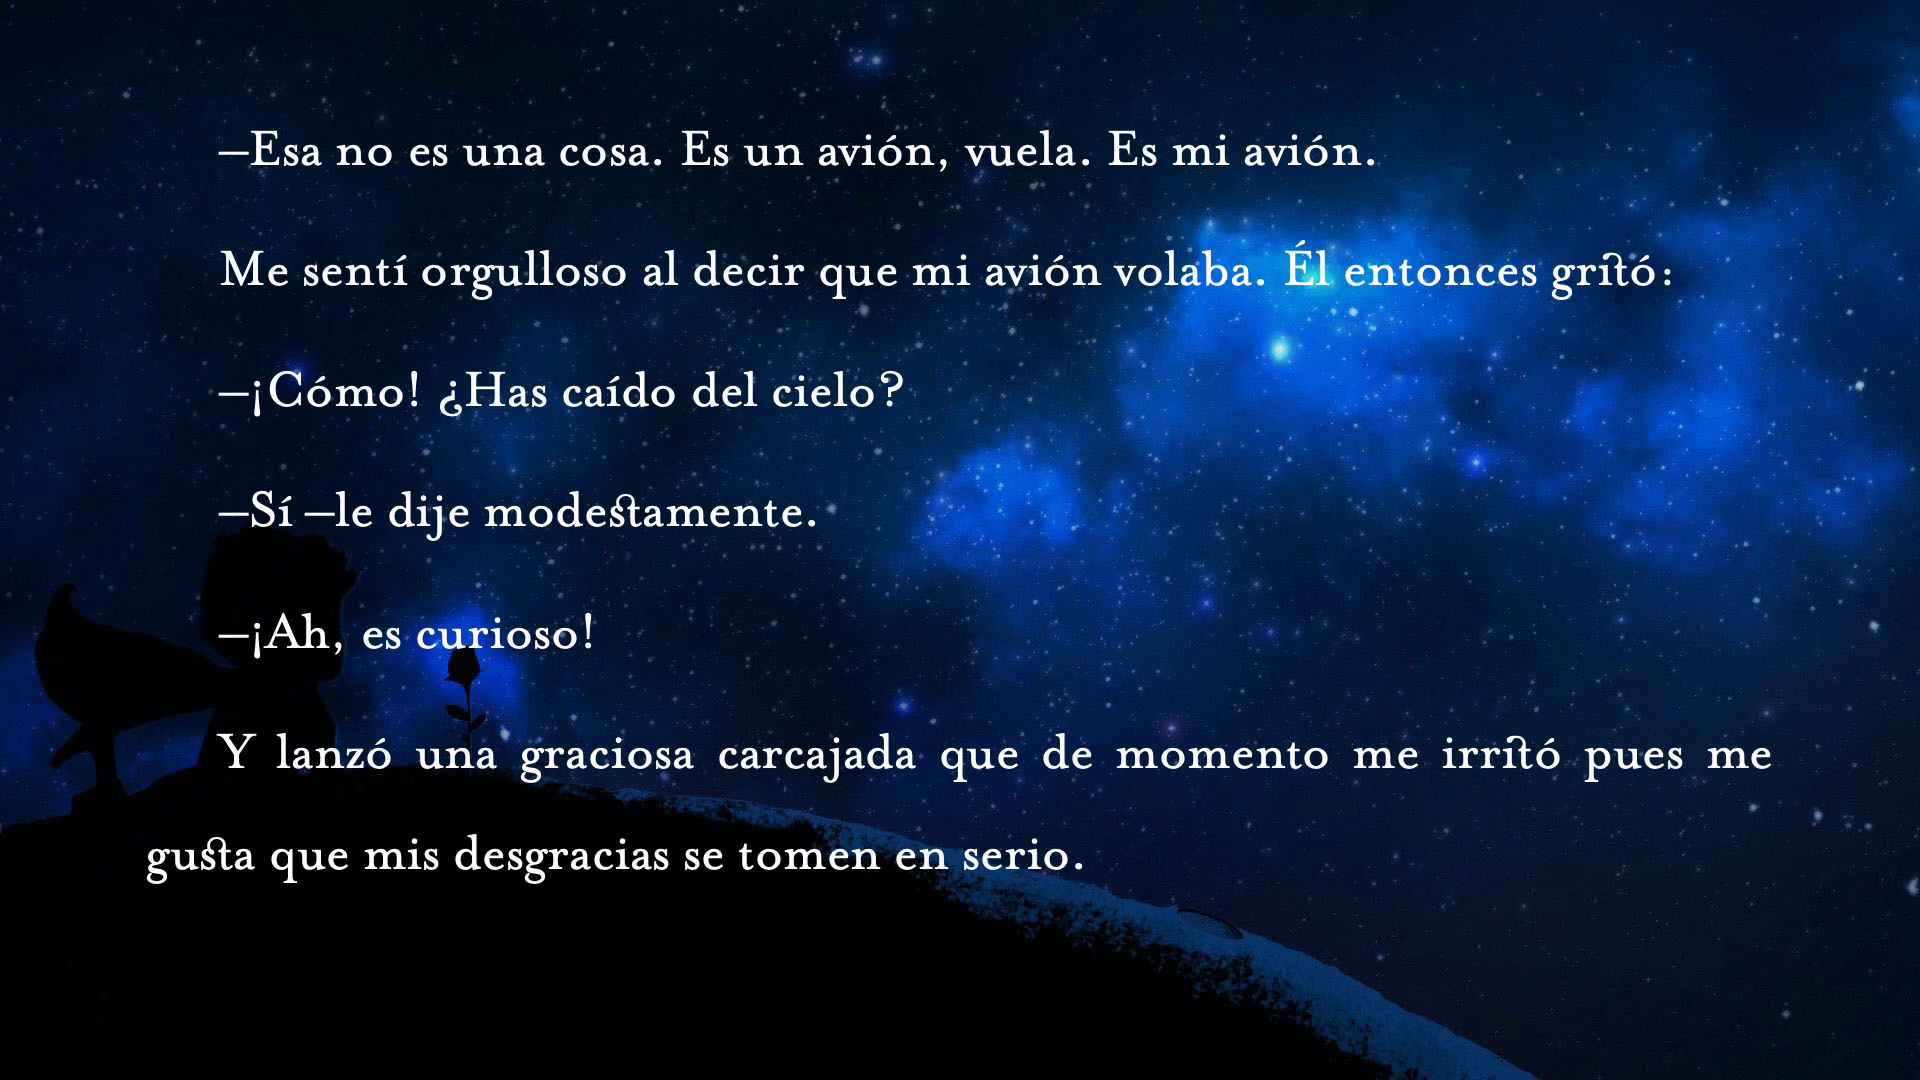 —Esa no es una cosa. Es un avión, vuela. Es mi avión.
Me sentí orgulloso al decir que mi avión volaba. Él entonces gritó:
—¡Cómo! ¿Has caído del cielo?
—Sí —le dije modestamente.
—¡Ah, es curioso!
Y lanzó una graciosa carcajada que de momento me irritó pues me
gusta que mis desgracias se tomen en serio.